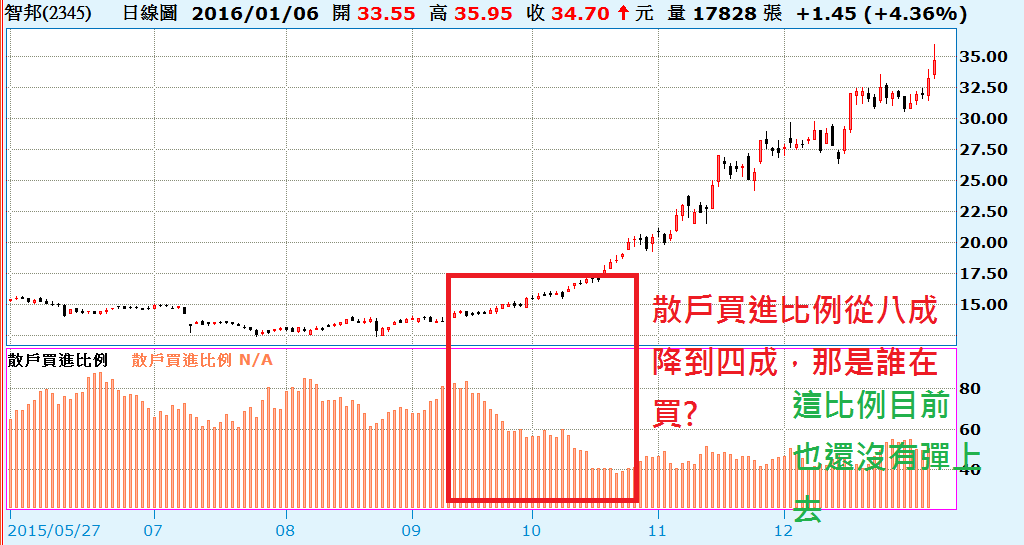 智邦(2345) 日線圖 2016/01/06 開 33.55 高 35.95 收 34.70 ↑ 元 量 17828 張 +1.45 (+4.36%)
35.00
32.50
30.00
27.50
25.00
22.50
20.00
17.50
15.00
散戶買進比例從八成
降到四成，那是誰在
買?
散戶買進比例 散戶買進比例 N/A
80
60
40
這比例目前
也還沒有彈上
去
2015/05/27 07 08 09 10 11 12